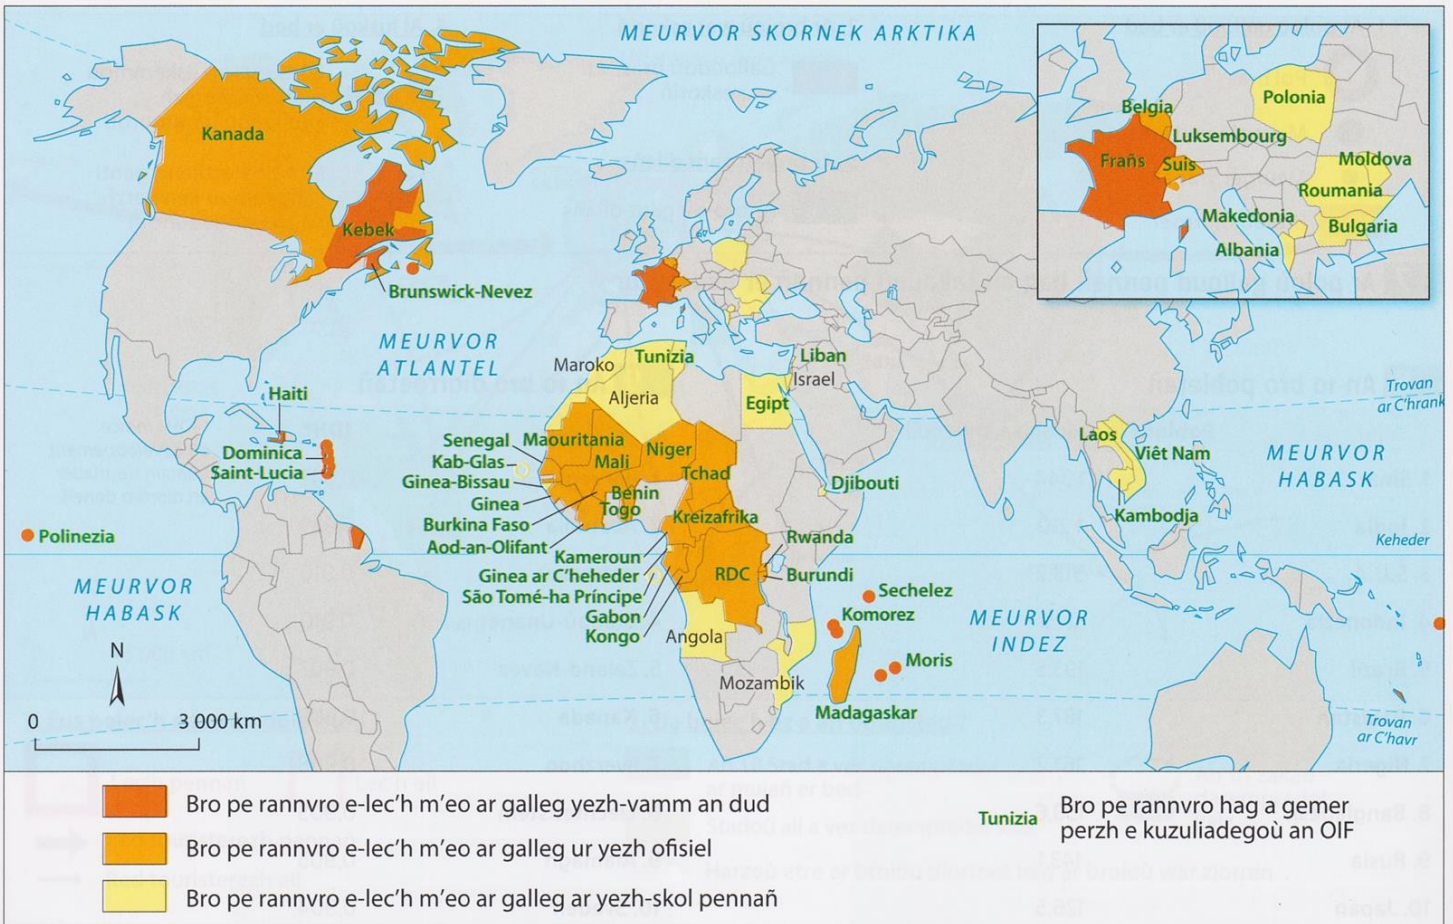 MEURVOR SKORNEK ARKTIKA
Kanada
Kebek
Brunswick-Nevez
MEURVOR
ATLANTEL
Belgia
Polonia
Luksembourg
Frañs
Suis
Moldova
Roumania
Makedonia
Bulgaria
Albania
Haiti
Dominica
Saint-Lucia
Polinezia
MEURVOR
HABASK
Maroko
Tunizia
Aljeria
Liban
Israel
Egipt
Senegal
Maouritania
Kab-Glas
Mali
Niger
Tchad
Ginea-Bissau
Ginea
Benin
Togo
Burkina Faso
Kreizafrika
Aod-an-Olifant
Kameroun
Ginea ar C'heheder
São Tomé-ha Príncipe
Gabon
Kongo
RDC
Djibouti
Rwanda
Burundi
Sechelez
Komorez
Moris
Angola
Mozambik
Madagaskar
MEURVOR
INDEZ
Laos
Viêt Nam
Kambodja
MEURVOR
HABASK
Trovan
ar C'hrank
Keheder
Trovan
ar C'havr
N
0 3 000 km
Bro pe rannvro e-lec'h m'eo ar galleg yezh-vamm an dud
Bro pe rannvro e-lec'h m'eo ar galleg ur yezh ofisiel
Bro pe rannvro e-lec'h m'eo ar galleg ar yezh-skol pennañ
Tunizia
Bro pe rannvro hag a gemer
perzh e kuzuliadegoù an OIF